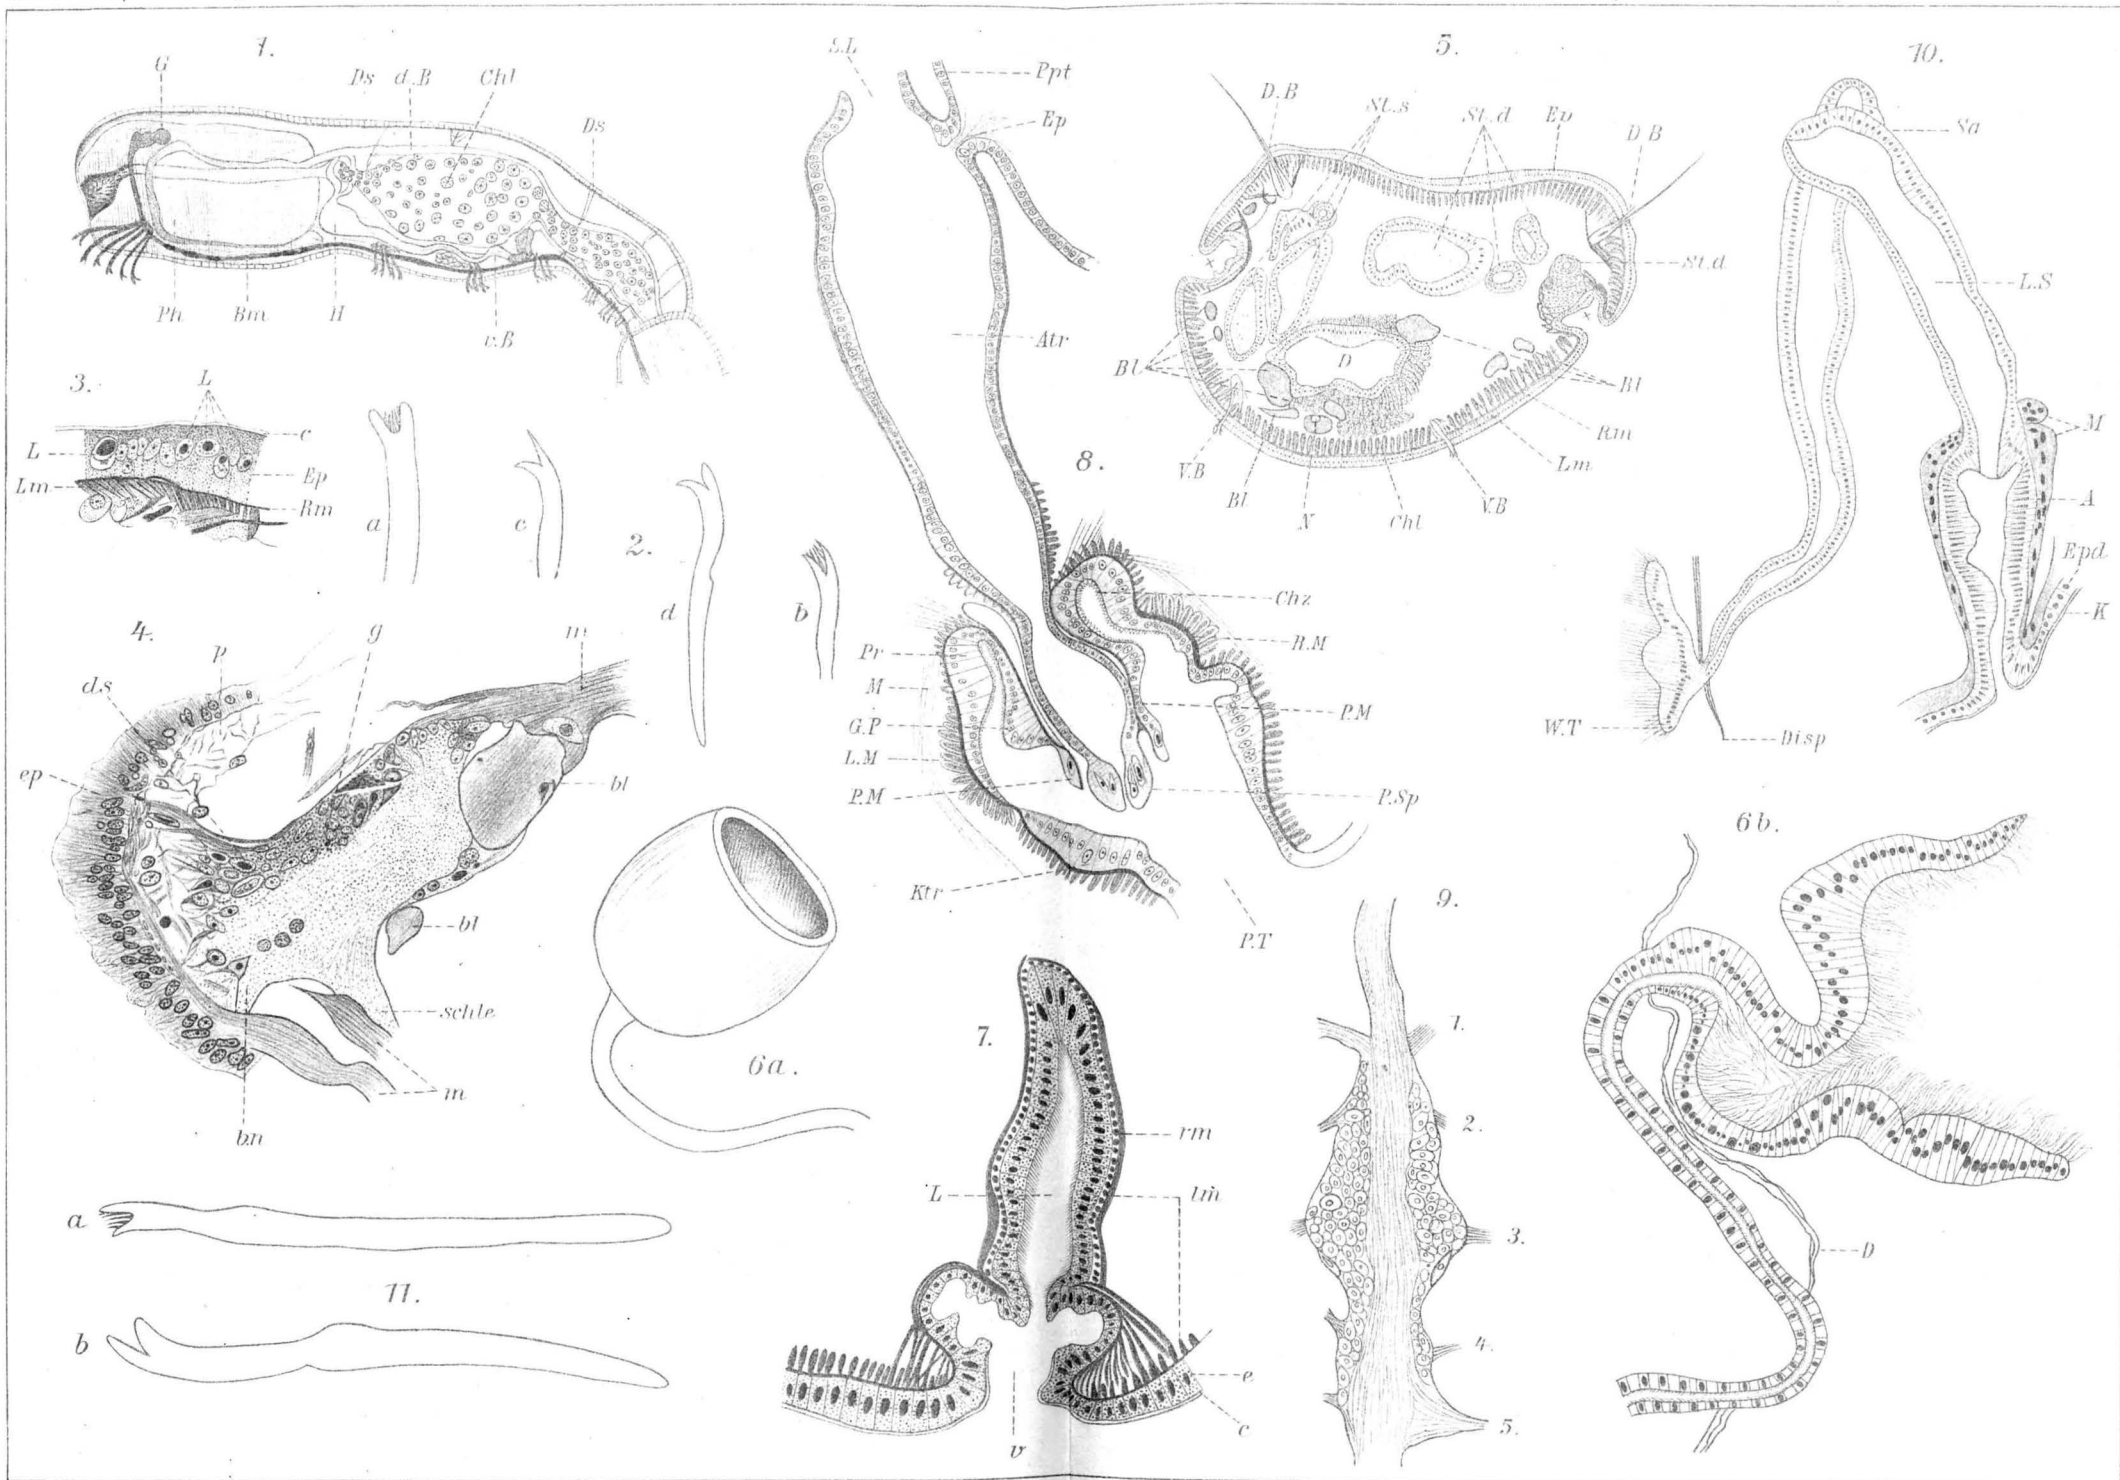 1.
G
Ds d.B Chl
Ds
Ph Bm H
v.B
3.
L
L
c
Ep
Lm
Rm
a
c
2.
d
b
4.
d.s
p
g
m
ep
bl
bl
schle
m
b.n
S.L
Ppt
Ep
Atr
8.
Chz
R.M
Pr
M
G.P
L.M
P.M
P.M
P.Sp
Ktr
P.T
5.
D.B
St.s
St.d
Ep
D.B
St.d
x
x
Bl
D
Bl
Rm
Lm
V.B
Bl
N
Chl
V.B
10.
Sa
L.S
M
A
Epd
K
W.T
Disp
6a.
6b.
D
7.
rm
L
lm
e
c
v
9.
1.
2.
3.
4.
5.
11.
a
b